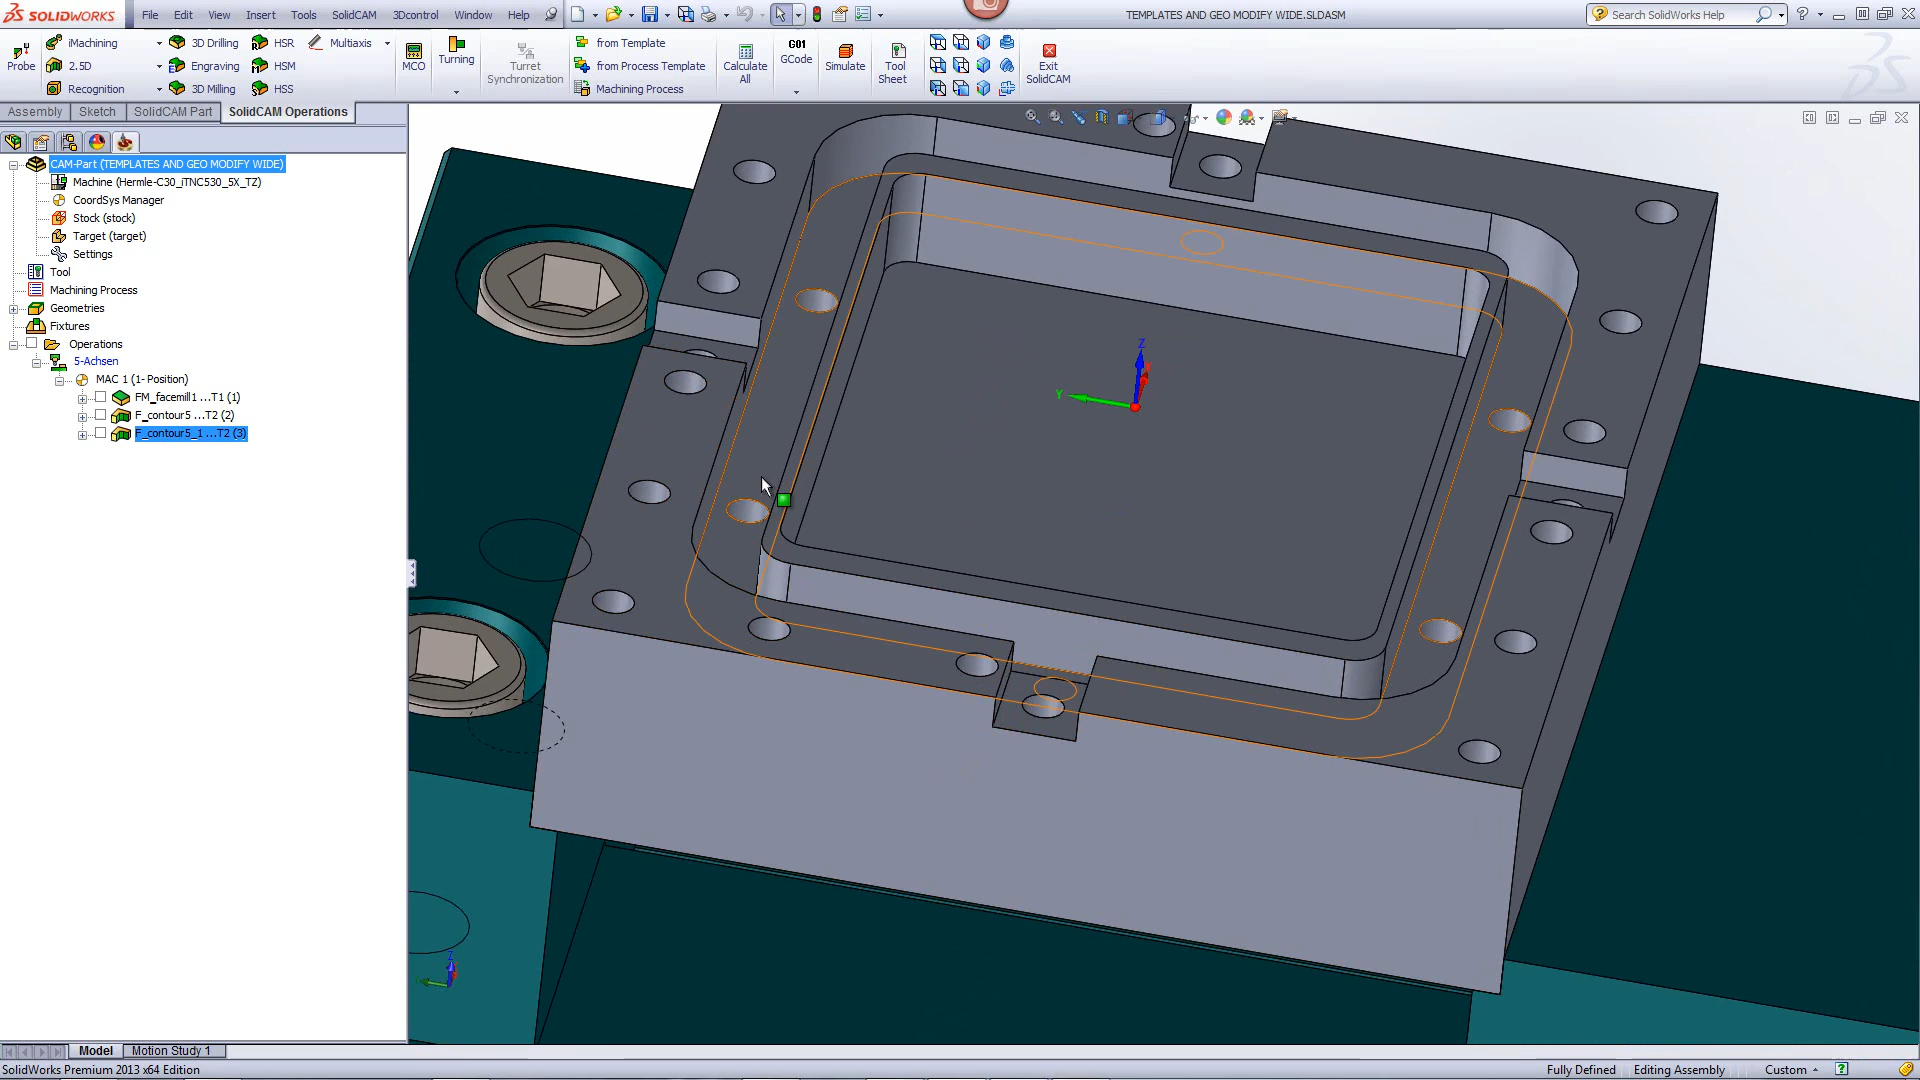 SOLIDWORKS File Edit View Insert Tools SolidCAM 3Dcontrol Window Help TEMPLATES AND GEO MODIFY WIDE.SLDASM Search SolidWorks Help
Probe
iMachining
2.5D
Recognition
3D Drilling
Engraving
3D Milling
HSR
HSM
HSS
Multiaxis
MCO
Turning
Turret
Synchronization
from Template
from Process Template
Machining Process
Calculate
All
G01
GCode
Simulate
Tool
Sheet
Exit
SolidCAM
Assembly Sketch SolidCAM Part SolidCAM Operations
CAM-Part (TEMPLATES AND GEO MODIFY WIDE)
Machine (Hermle-C30_iTNC530_5X_TZ)
CoordSys Manager
Stock (stock)
Target (target)
Settings
Tool
Machining Process
Geometries
Fixtures
Operations
5-Achsen
MAC 1 (1- Position)
FM_facemill1 ...T1 (1)
F_contour5 ...T2 (2)
F_contour5_1 ...T2 (3)
Z
Y
Z
Model Motion Study 1
SolidWorks Premium 2013 x64 Edition Fully Defined Editing Assembly Custom